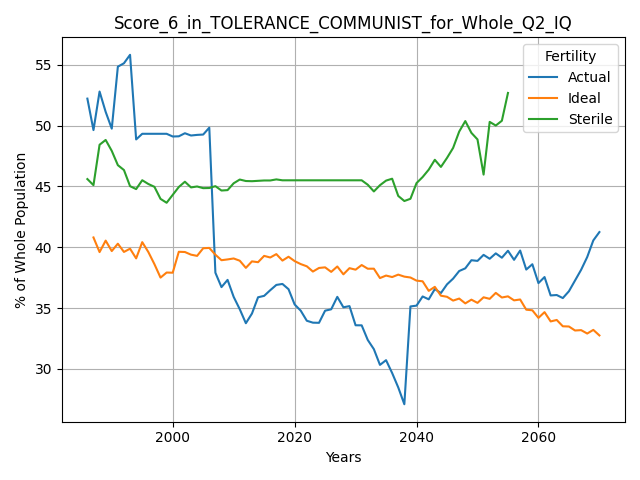 Score_6_in_TOLERANCE_COMMUNIST_for_Whole_Q2_IQ
Fertility
Actual
Ideal
Sterile
% of Whole Population
55
50
45
40
35
30
2000 2020 2040 2060
Years